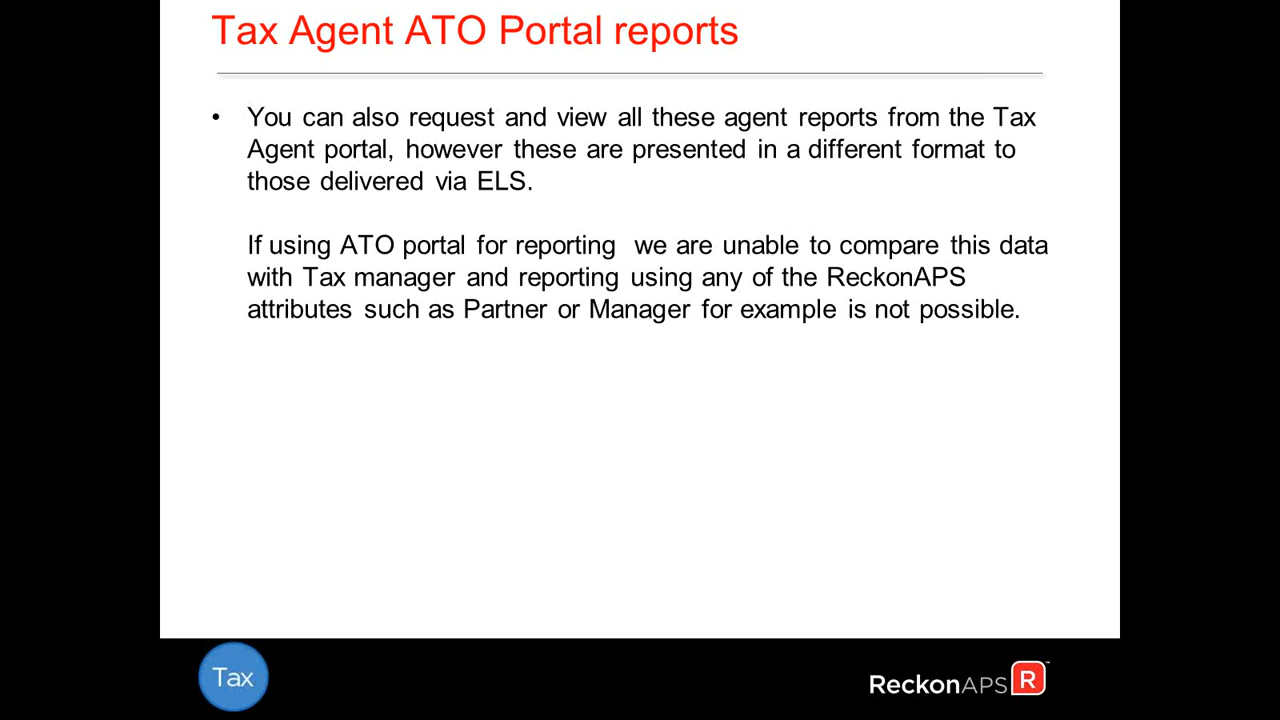 Tax Agent ATO Portal reports
• You can also request and view all these agent reports from the Tax
Agent portal, however these are presented in a different format to
those delivered via ELS.
If using ATO portal for reporting  we are unable to compare this data
with Tax manager and reporting using any of the ReckonAPS
attributes such as Partner or Manager for example is not possible.
Tax
ReckonAPS R™